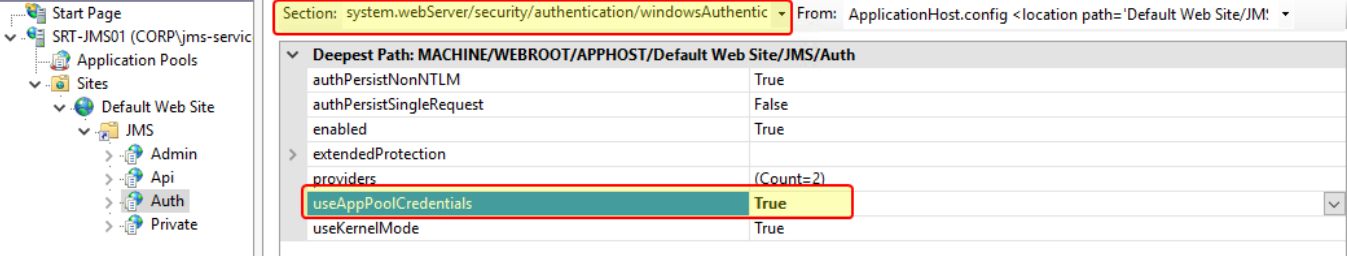 Start Page
SRT-JMS01 (CORP\jms-servic
Application Pools
Sites
Default Web Site
JMS
Admin
Api
Auth
Private
Section: system.webServer/security/authentication/windowsAuthentic From: ApplicationHost.config <location path='Default Web Site/JM
Deepest Path: MACHINE/WEBROOT/APPHOST/Default Web Site/JMS/Auth
authPersistNonNTLM True
authPersistSingleRequest False
enabled True
extendedProtection
providers (Count=2)
useAppPoolCredentials True
useKernelMode True